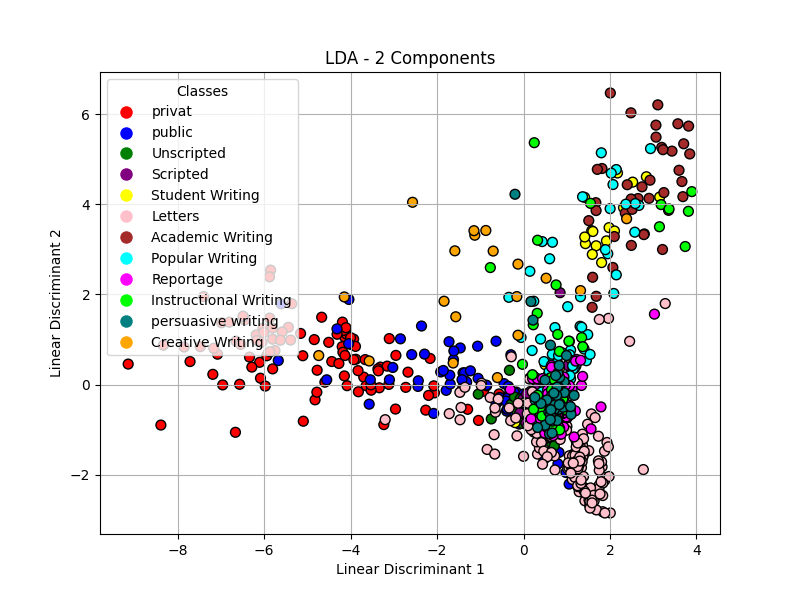 LDA - 2 Components
Classes
privat
public
Unscripted
Scripted
Student Writing
Letters
Academic Writing
Popular Writing
Reportage
Instructional Writing
persuasive writing
Creative Writing
Linear Discriminant 2
6
4
2
0
−2
−8 −6 −4 −2 0 2 4
Linear Discriminant 1